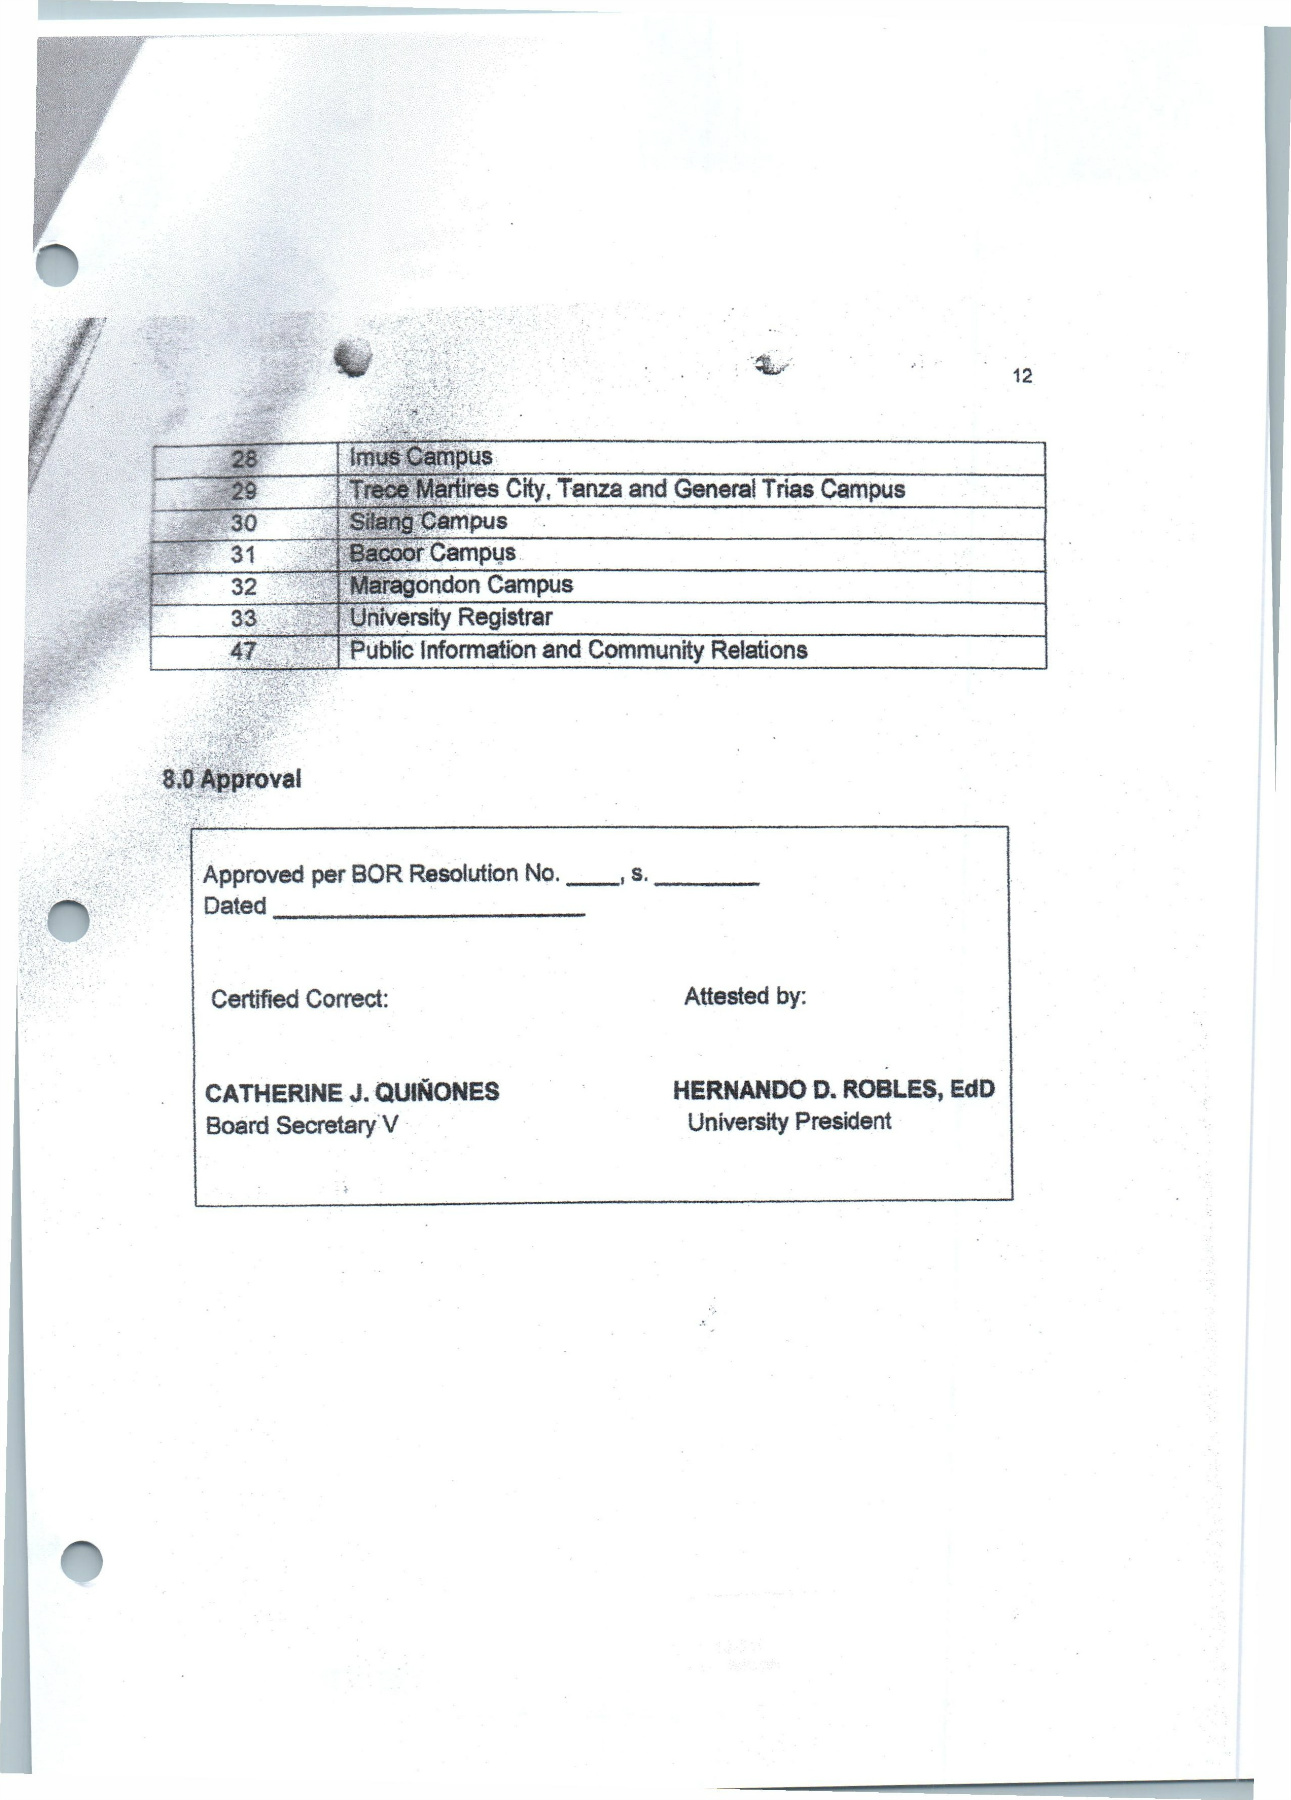 12
28 Imus Campus
29 Trece Martires City, Tanza and General Trias Campus
30 Silang Campus
31 Bacoor Campus
32 Maragondon Campus
33 University Registrar
47 Public Information and Community Relations
8.0 Approval
Approved per BOR Resolution No. ____, s. ________
Dated ________________________
Certified Correct: Attested by:
CATHERINE J. QUIÑONES HERNANDO D. ROBLES, EdD
Board Secretary V University President